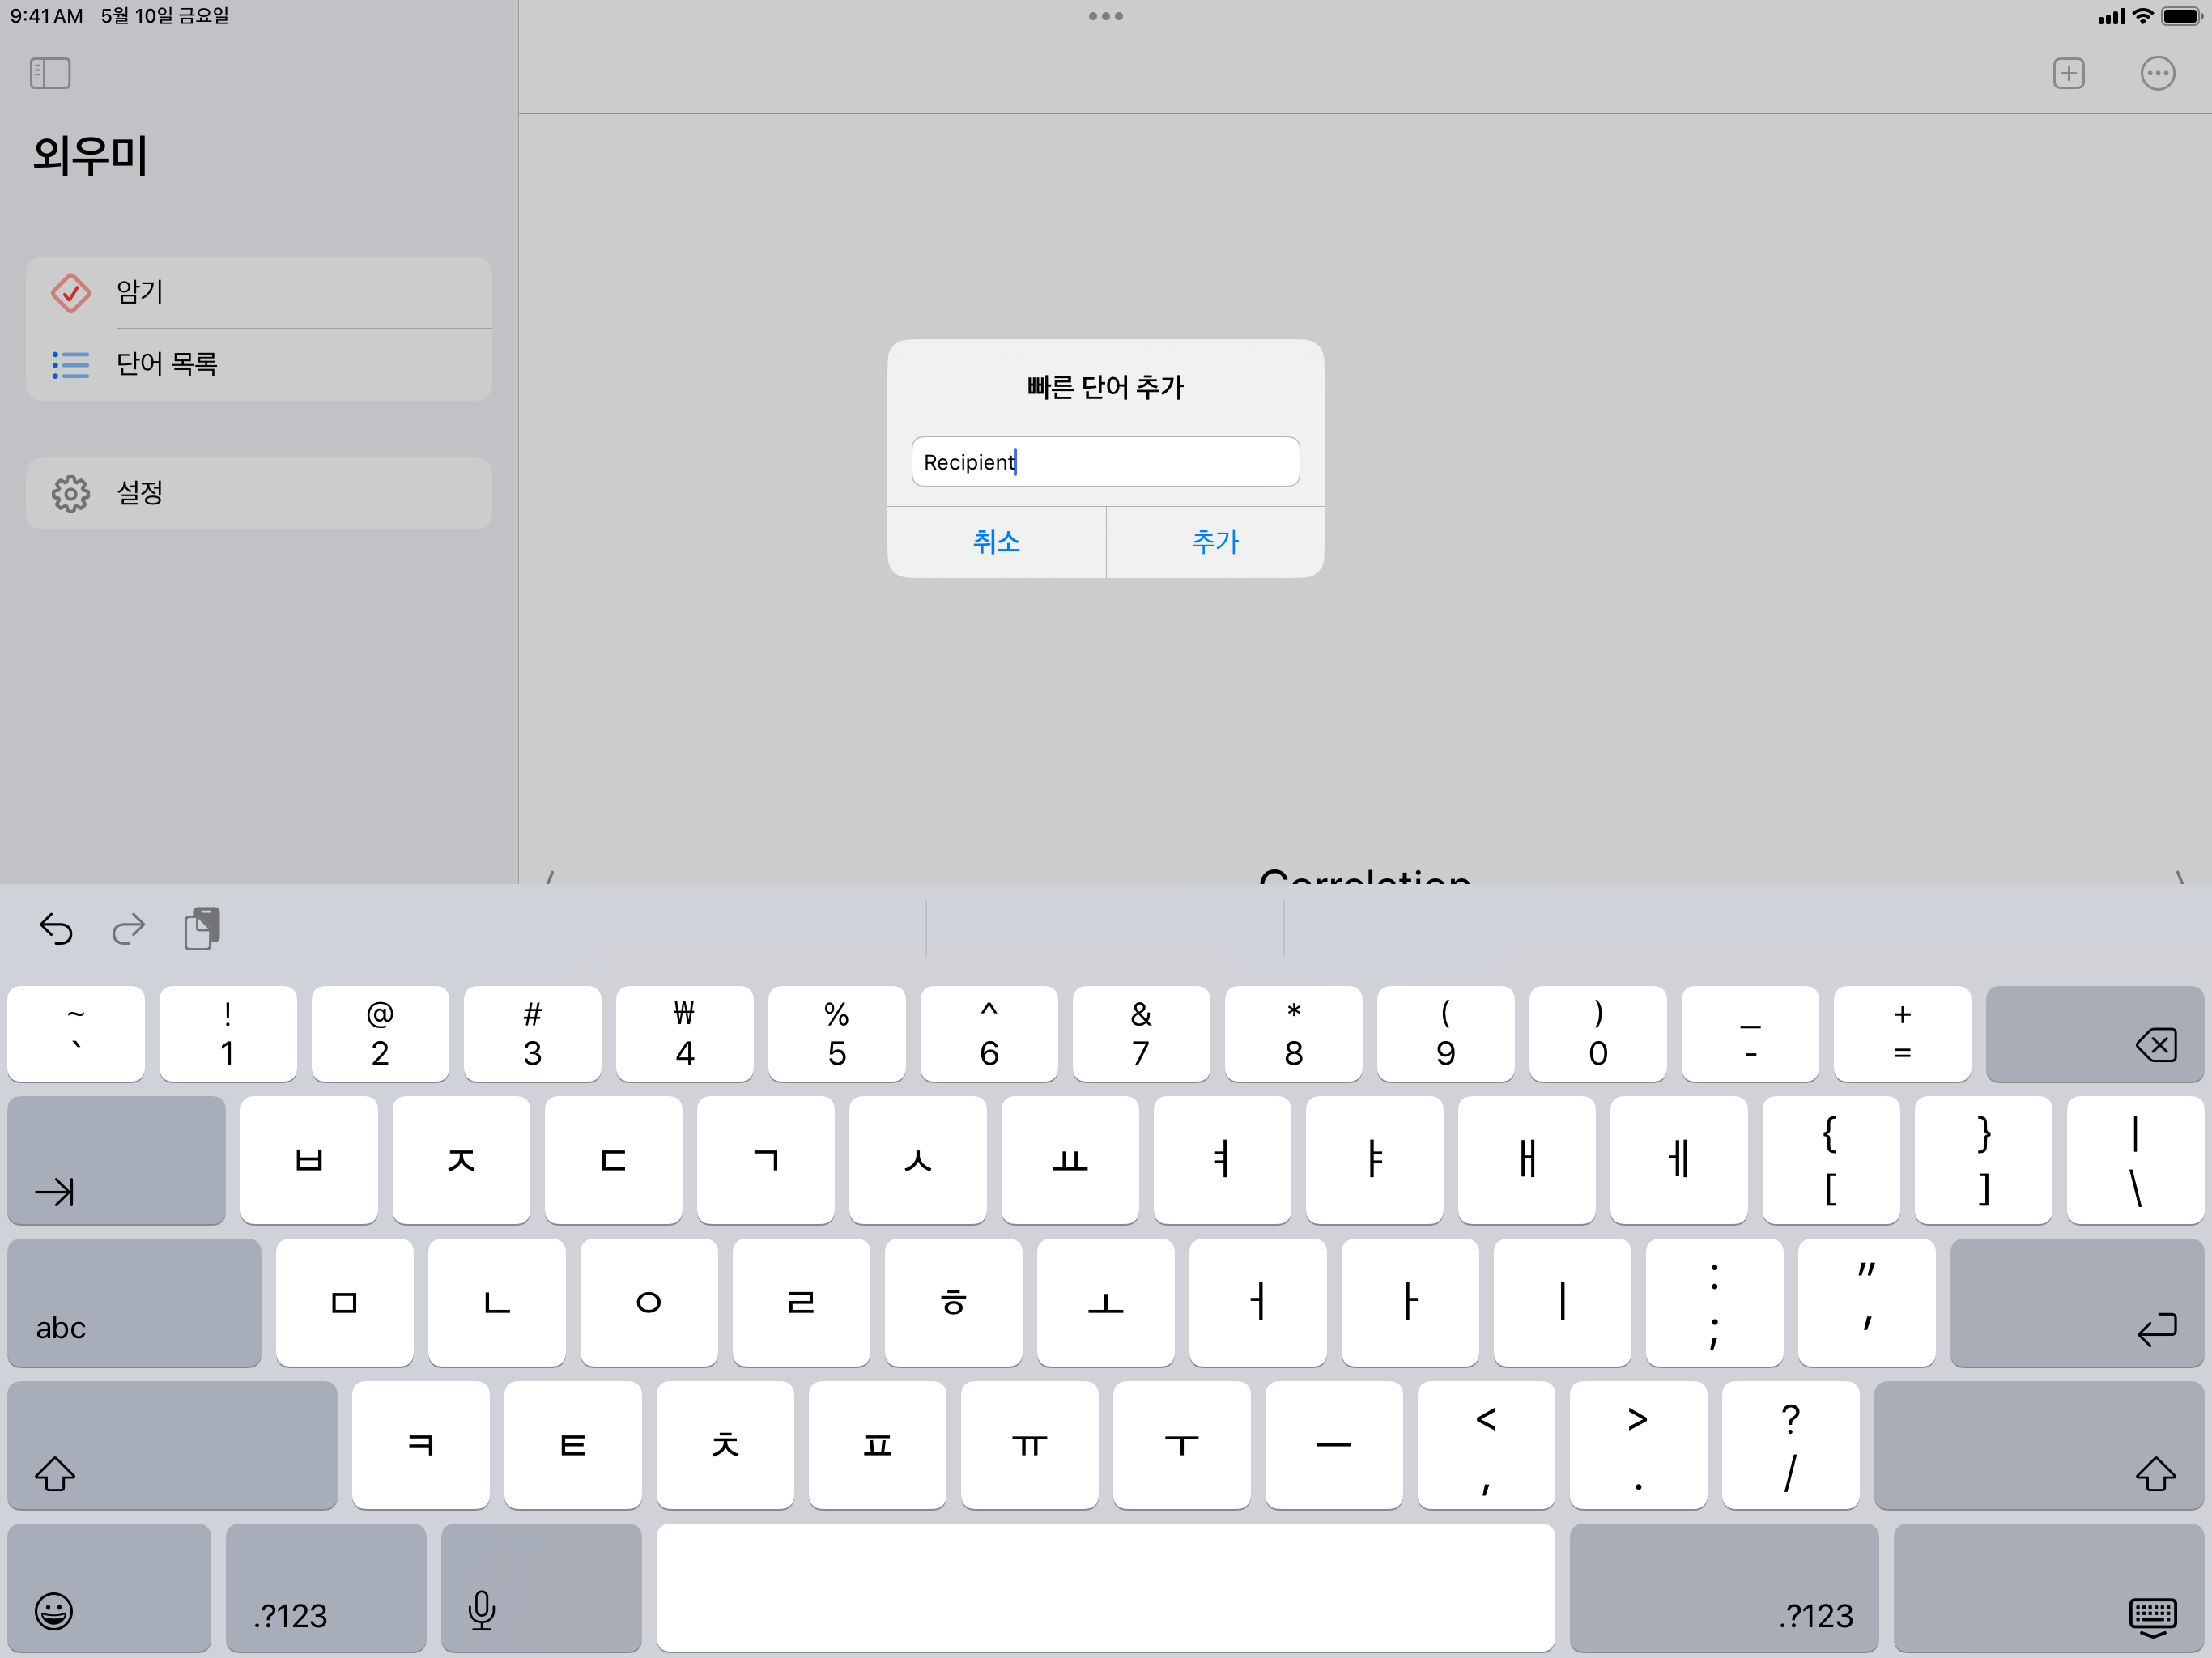 9:41 AM 5월 10일 금요일
외우미
암기
단어 목록
설정
빠른 단어 추가
Recipient
취소 추가
Correlation
~ ! @ # ₩ % ^ & * ( ) _ +
` 1 2 3 4 5 6 7 8 9 0 - =
ㅂ ㅈ ㄷ ㄱ ㅅ ㅛ ㅕ ㅑ ㅐ ㅔ { } |
[ ] \
abc ㅁ ㄴ ㅇ ㄹ ㅎ ㅗ ㅓ ㅏ ㅣ : "
; '
ㅋ ㅌ ㅊ ㅍ ㅠ ㅜ ㅡ < > ?
, . /
.?123 .?123